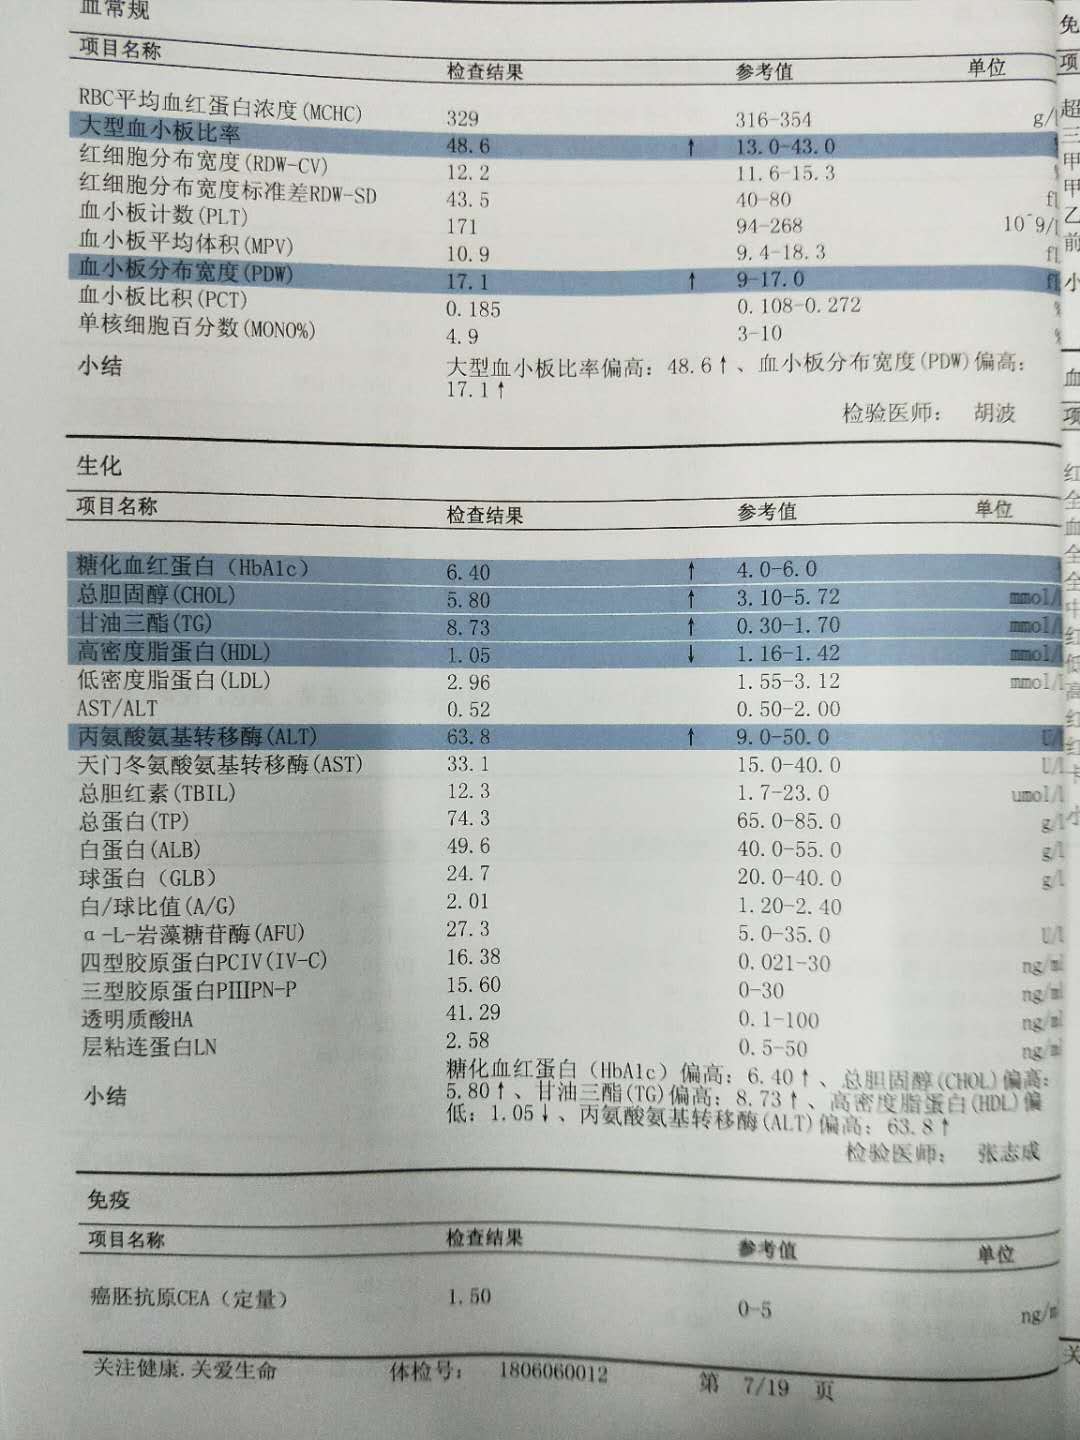 血常规
项目名称 检查结果 参考值 单位
RBC平均血红蛋白浓度(MCHC) 329 316-354 g/l
大型血小板比率 48.6 ↑ 13.0-43.0
红细胞分布宽度(RDW-CV) 12.2 11.6-15.3
红细胞分布宽度标准差RDW-SD 43.5 40-80 fl
血小板计数(PLT) 171 94-268 10^9/l
血小板平均体积(MPV) 10.9 9.4-18.3 fl
血小板分布宽度(PDW) 17.1 ↑ 9-17.0 fl
血小板比积(PCT) 0.185 0.108-0.272
单核细胞百分数(MONO%) 4.9 3-10
小结 大型血小板比率偏高: 48.6↑、血小板分布宽度(PDW)偏高:
17.1↑
检验医师: 胡波
生化
项目名称 检查结果 参考值 单位
糖化血红蛋白（HbA1c） 6.40 ↑ 4.0-6.0
总胆固醇(CHOL) 5.80 ↑ 3.10-5.72 mmol/l
甘油三酯(TG) 8.73 ↑ 0.30-1.70 mmol/l
高密度脂蛋白(HDL) 1.05 ↓ 1.16-1.42 mmol/l
低密度脂蛋白(LDL) 2.96 1.55-3.12 mmol/l
AST/ALT 0.52 0.50-2.00
丙氨酸氨基转移酶(ALT) 63.8 ↑ 9.0-50.0 U/l
天门冬氨酸氨基转移酶(AST) 33.1 15.0-40.0 U/l
总胆红素(TBIL) 12.3 1.7-23.0 umol/l
总蛋白(TP) 74.3 65.0-85.0 g/l
白蛋白(ALB) 49.6 40.0-55.0 g/l
球蛋白（GLB） 24.7 20.0-40.0 g/l
白/球比值(A/G) 2.01 1.20-2.40
α-L-岩藻糖苷酶(AFU) 27.3 5.0-35.0 U/l
四型胶原蛋白PCIV(IV-C) 16.38 0.021-30 ng/ml
三型胶原蛋白PⅢPN-P 15.60 0-30 ng/ml
透明质酸HA 41.29 0.1-100 ng/ml
层粘连蛋白LN 2.58 0.5-50 ng/ml
小结 糖化血红蛋白（HbA1c）偏高: 6.40↑、总胆固醇(CHOL)偏高:
5.80↑、甘油三酯(TG)偏高: 8.73↑、高密度脂蛋白(HDL)偏
低: 1.05↓、丙氨酸氨基转移酶(ALT)偏高: 63.8↑
检验医师: 张志成
免疫
项目名称 检查结果 参考值 单位
癌胚抗原CEA（定量） 1.50 0-5 ng/ml
关注健康.关爱生命 体检号: 1806060012 第 7/19 页